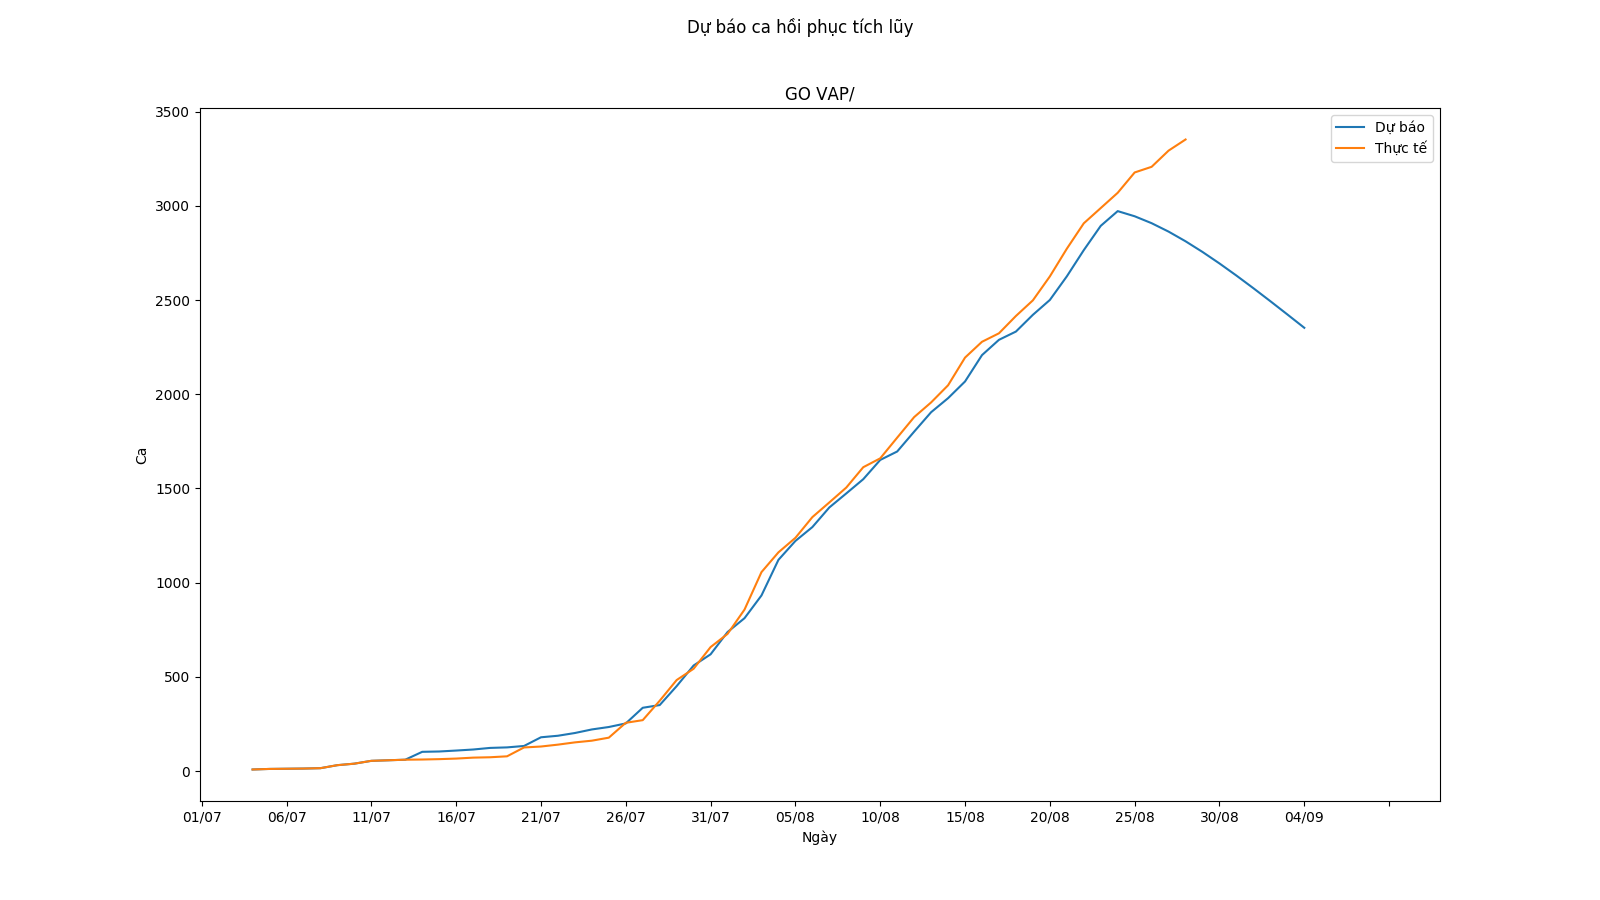 Dự báo ca hồi phục tích lũy
GO VAP/
Dự báo
Thực tế
3500
3000
2500
2000
1500
1000
500
0
Ca
01/07 06/07 11/07 16/07 21/07 26/07 31/07 05/08 10/08 15/08 20/08 25/08 30/08 04/09
Ngày